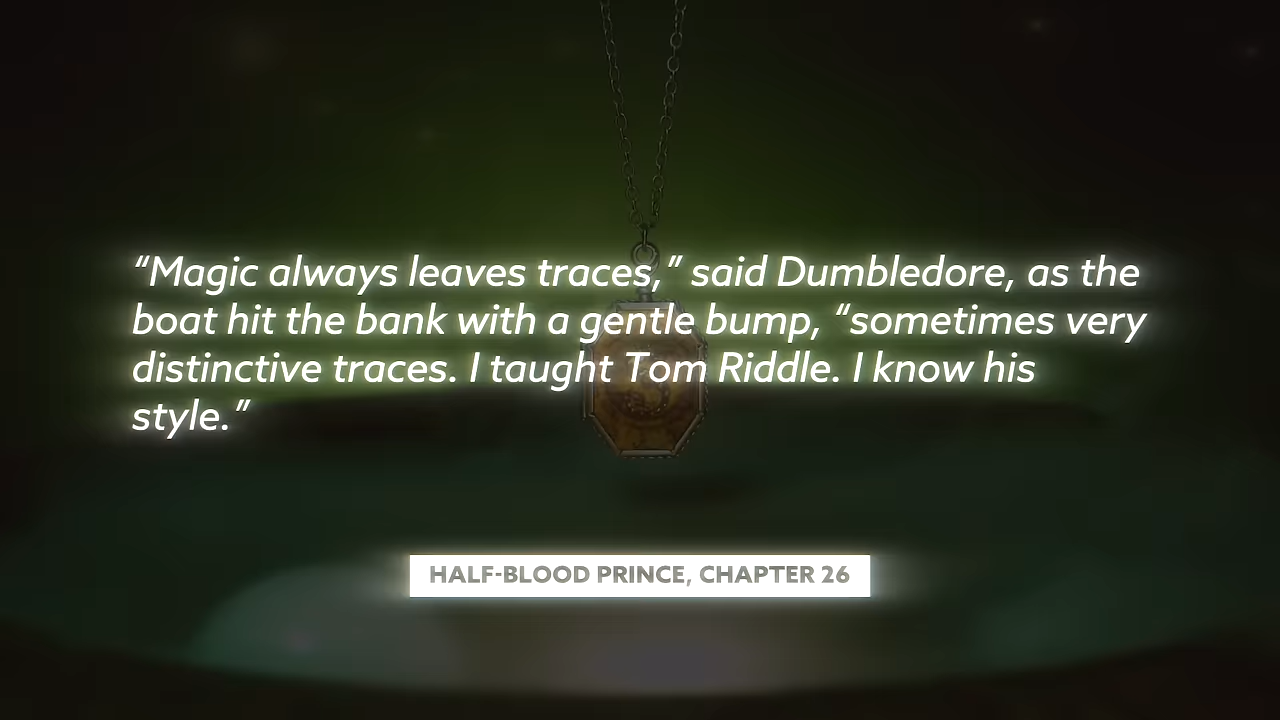 “Magic always leaves traces,” said Dumbledore, as the
boat hit the bank with a gentle bump, “sometimes very
distinctive traces. I taught Tom Riddle. I know his
style.”
HALF-BLOOD PRINCE, CHAPTER 26